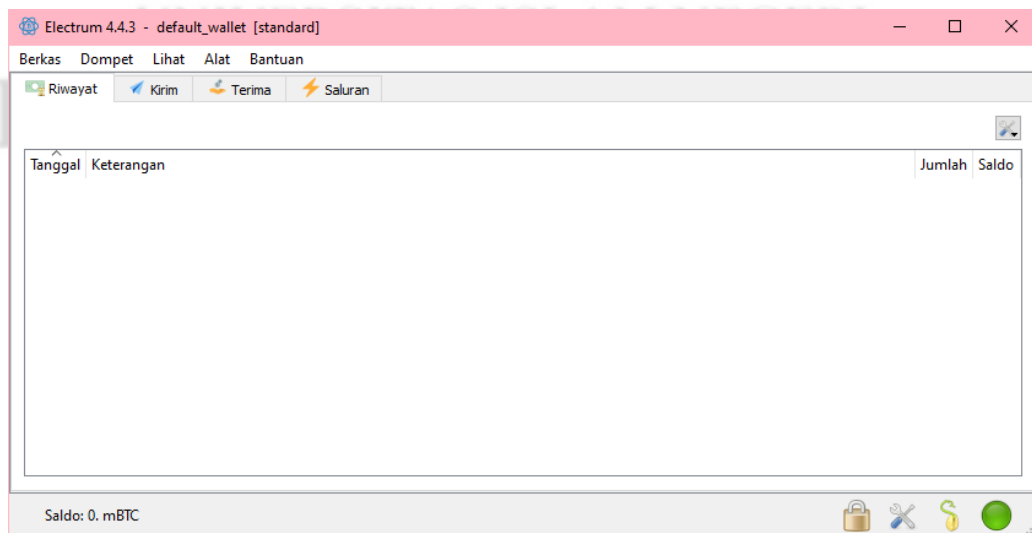 Electrum 4.4.3 - default_wallet [standard]
Berkas Dompet Lihat Alat Bantuan
Riwayat Kirim Terima Saluran
Tanggal Keterangan Jumlah Saldo
Saldo: 0. mBTC